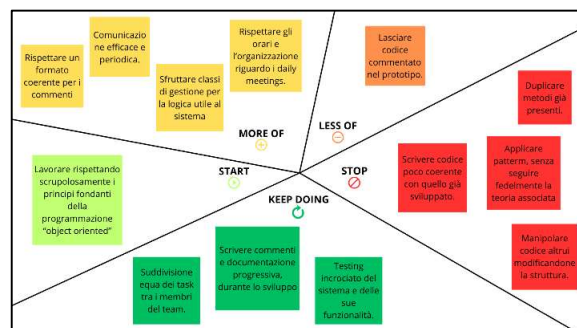 Rispettare un
formato
coerente per i
commenti
Comunicazio
ne efficace e
periodica.
Sfruttare classi
di gestione per
la logica utile al
sistema
Rispettare gli
orari e
l'organizzazione
riguardo i daily
meetings.
MORE OF
Lasciare
codice
commentato
nel prototipo.
LESS OF
Duplicare
metodi già
presenti.
Applicare
patterm, senza
seguire
fedelmente la
teoria associata
Scrivere codice
poco coerente
con quello già
sviluppato.
Manipolare
codice altrui
modificandone
la struttura.
STOP
START
Lavorare rispettando
scrupolosamente i
principi fondanti
della
programmazione
"object oriented"
KEEP DOING
Suddivisione
equa dei task
tra i membri
del team.
Scrivere commenti
e documentazione
progressiva,
durante lo sviluppo
Testing
incrociato del
sistema e delle
sue
funzionalità.